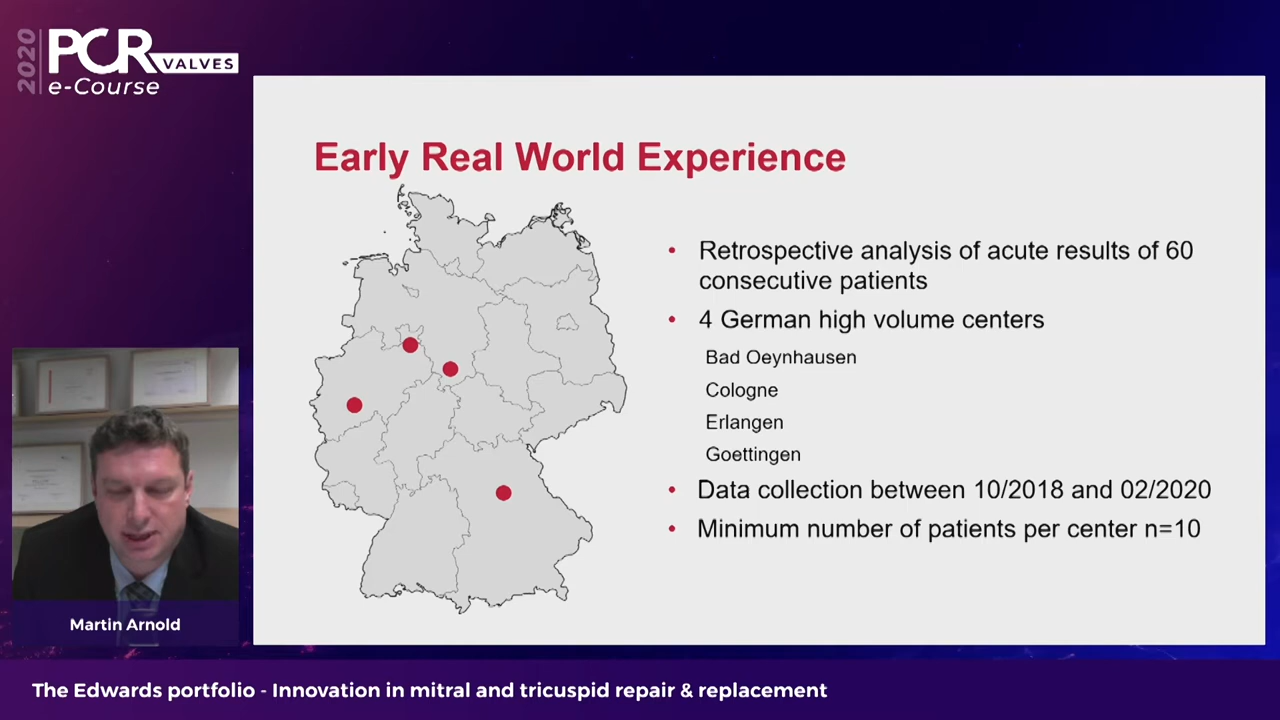 2020
PCR
VALVES
e-Course
Early Real World Experience
• Retrospective analysis of acute results of 60
consecutive patients
• 4 German high volume centers
Bad Oeynhausen
Cologne
Erlangen
Goettingen
• Data collection between 10/2018 and 02/2020
• Minimum number of patients per center n=10
Martin Arnold
The Edwards portfolio - Innovation in mitral and tricuspid repair & replacement